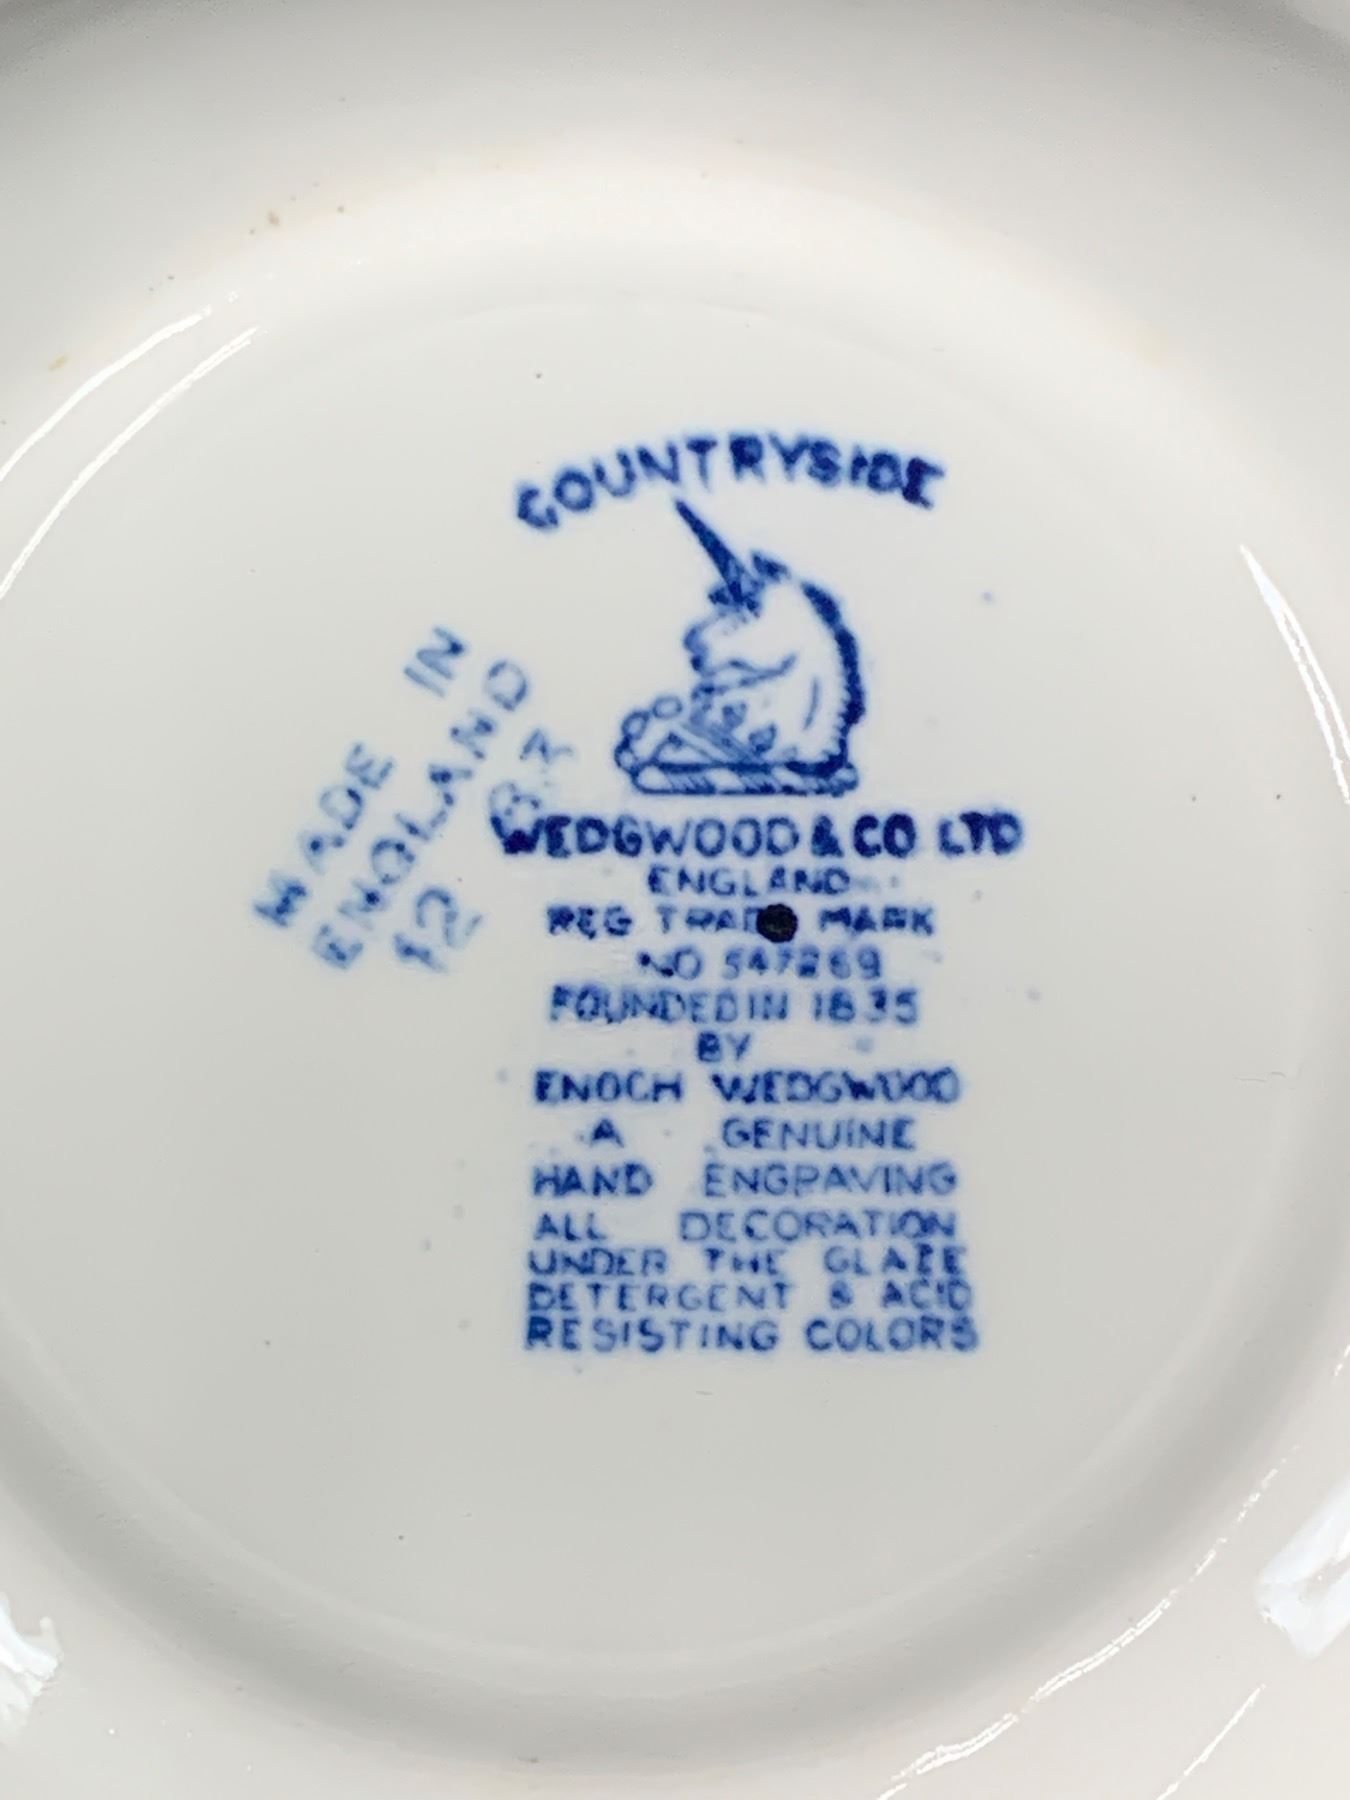 COUNTRYSIDE
MADE IN
ENGLAND
12
WEDGWOOD & CO LTD
ENGLAND
REG TRADE MARK
NO 547269
FOUNDED IN 1835
BY
ENOCH WEDGWOOD
A GENUINE
HAND ENGRAVING
ALL DECORATION
UNDER THE GLAZE
DETERGENT & ACID
RESISTING COLORS